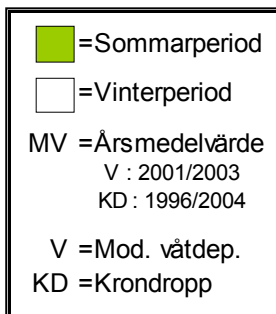 =Sommarperiod
=Vinterperiod
MV =Årsmedelvärde
V : 2001/2003
KD : 1996/2004
V =Mod. våtdep.
KD =Krondropp